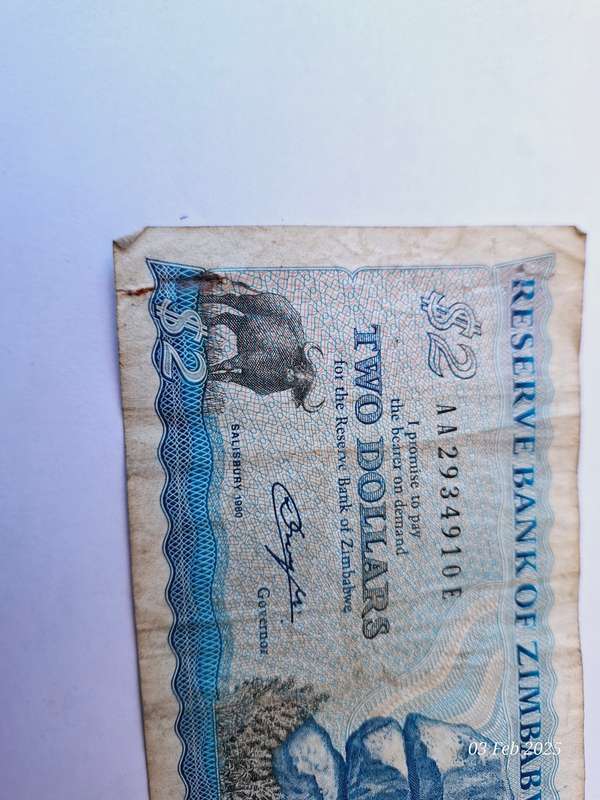 RESERVE BANK OF ZIMBAB
$2
AA2934910E
I promise to pay
the bearer on demand
TWO DOLLARS
for the Reserve Bank of Zimbabwe
SALISBURY 1980
Governor
$2
03 Feb 2025